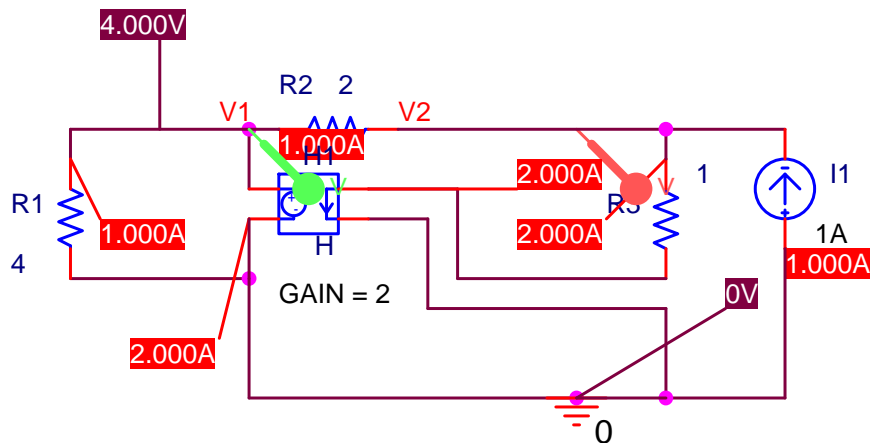 4.000V
R2 2
V1 V2
1.000A
H1
2.000A
1
R1
R3
I1
+
-
1.000A
2.000A
1A
4
H
1.000A
GAIN = 2
0V
2.000A
0